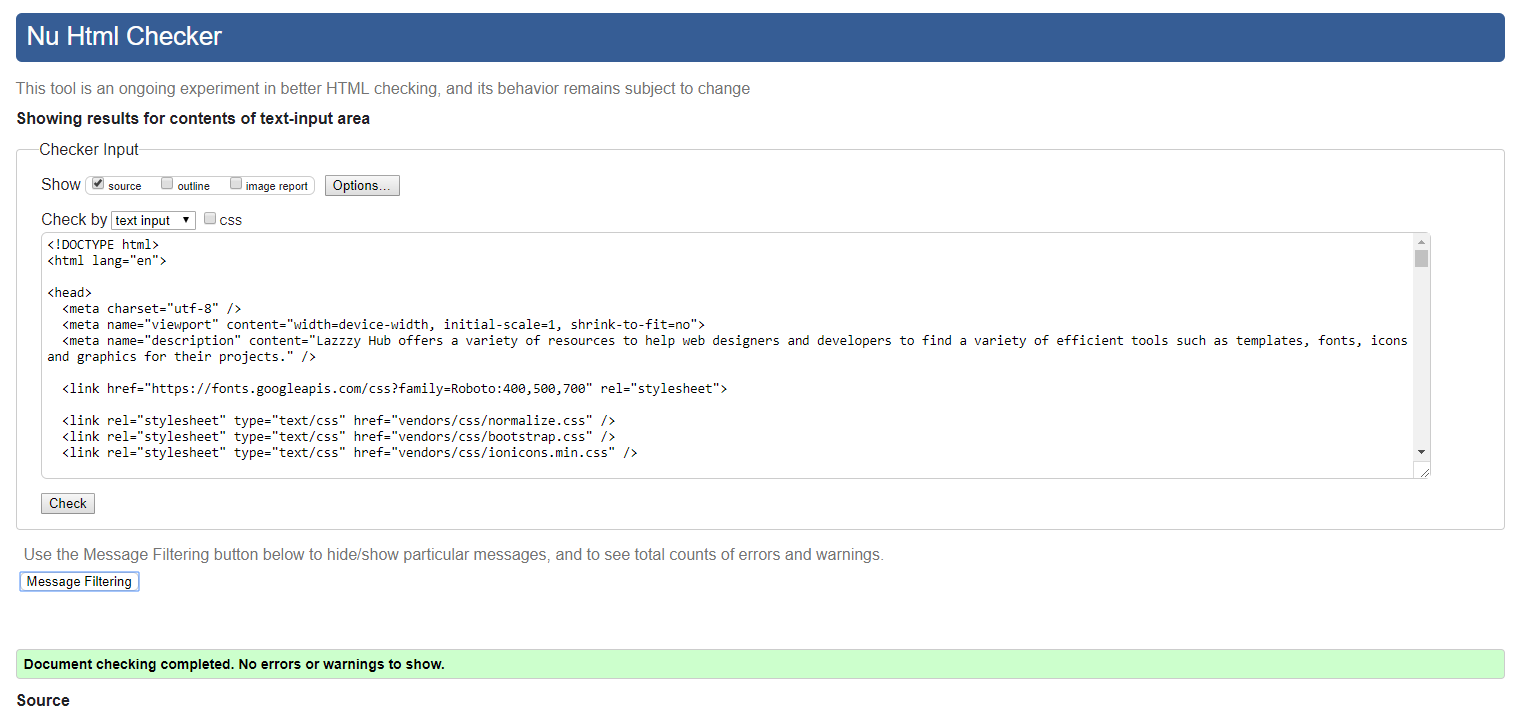 Nu Html Checker
This tool is an ongoing experiment in better HTML checking, and its behavior remains subject to change
Showing results for contents of text-input area
Checker Input
Show source outline image report Options...
Check by text input css
<!DOCTYPE html>
<html lang="en">
<head>
<meta charset="utf-8" />
<meta name="viewport" content="width=device-width, initial-scale=1, shrink-to-fit=no">
<meta name="description" content="Lazzzy Hub offers a variety of resources to help web designers and developers to find a variety of efficient tools such as templates, fonts, icons
and graphics for their projects." />
<link href="https://fonts.googleapis.com/css?family=Roboto:400,500,700" rel="stylesheet">
<link rel="stylesheet" type="text/css" href="vendors/css/normalize.css" />
<link rel="stylesheet" type="text/css" href="vendors/css/bootstrap.css" />
<link rel="stylesheet" type="text/css" href="vendors/css/ionicons.min.css" />
Check
Use the Message Filtering button below to hide/show particular messages, and to see total counts of errors and warnings.
Message Filtering
Document checking completed. No errors or warnings to show.
Source